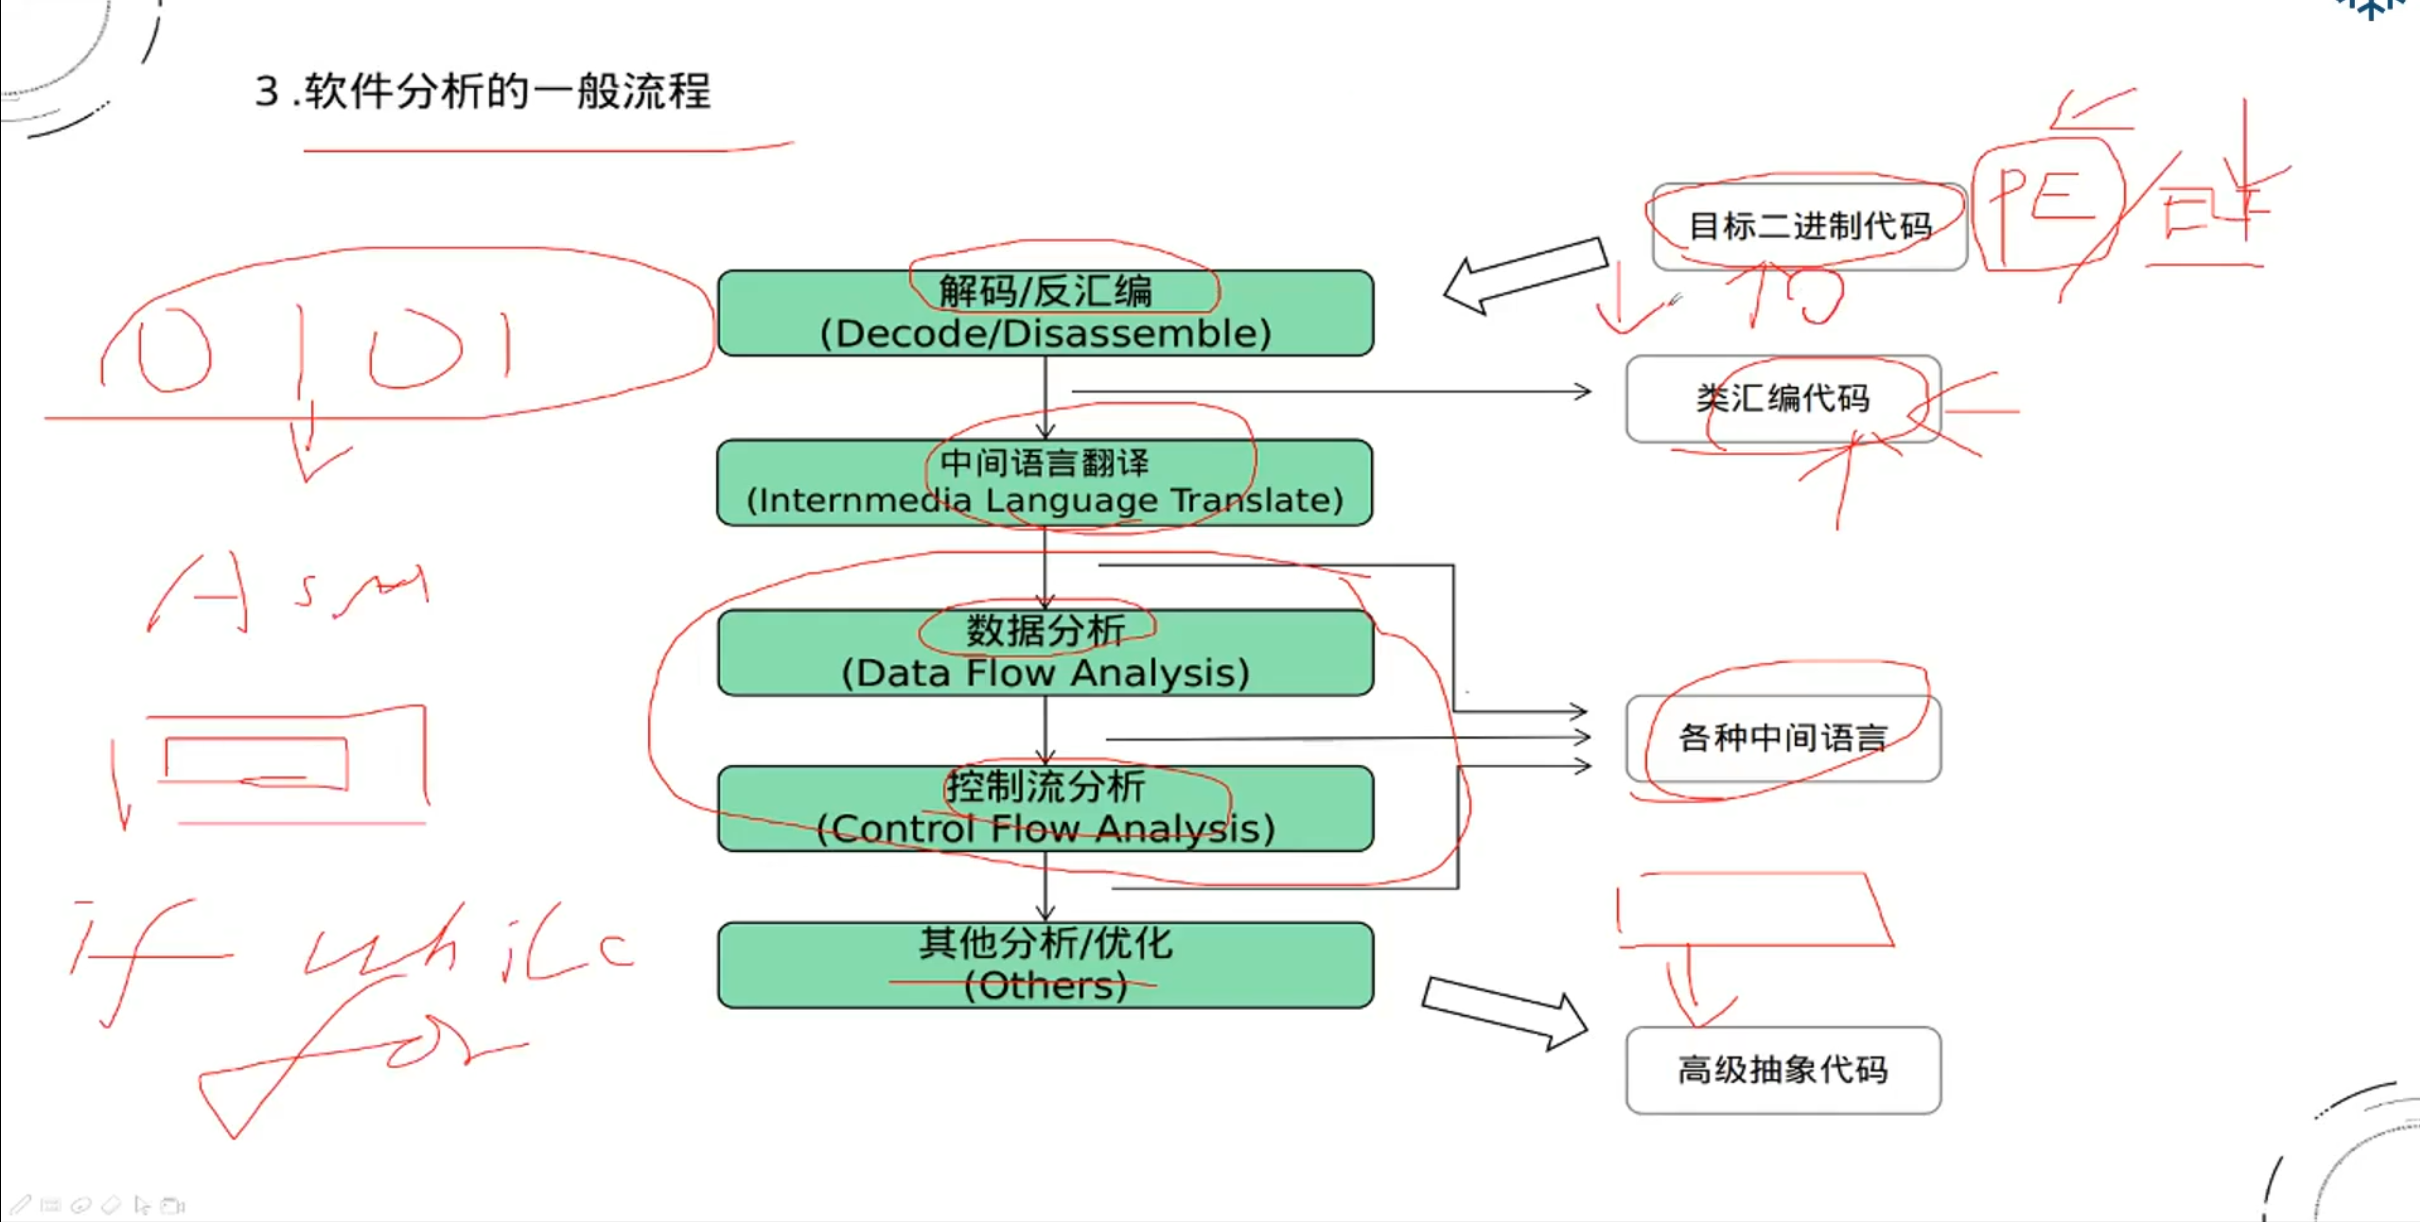 3 .软件分析的一般流程
PE / ELF
目标二进制代码
解码/反汇编
(Decode/Disassemble)
0 1 0 1
类汇编代码
中间语言翻译
(Internmedia Language Translate)
Asm
数据分析
(Data Flow Analysis)
各种中间语言
控制流分析
(Control Flow Analysis)
if while
for
其他分析/优化
(Others)
高级抽象代码